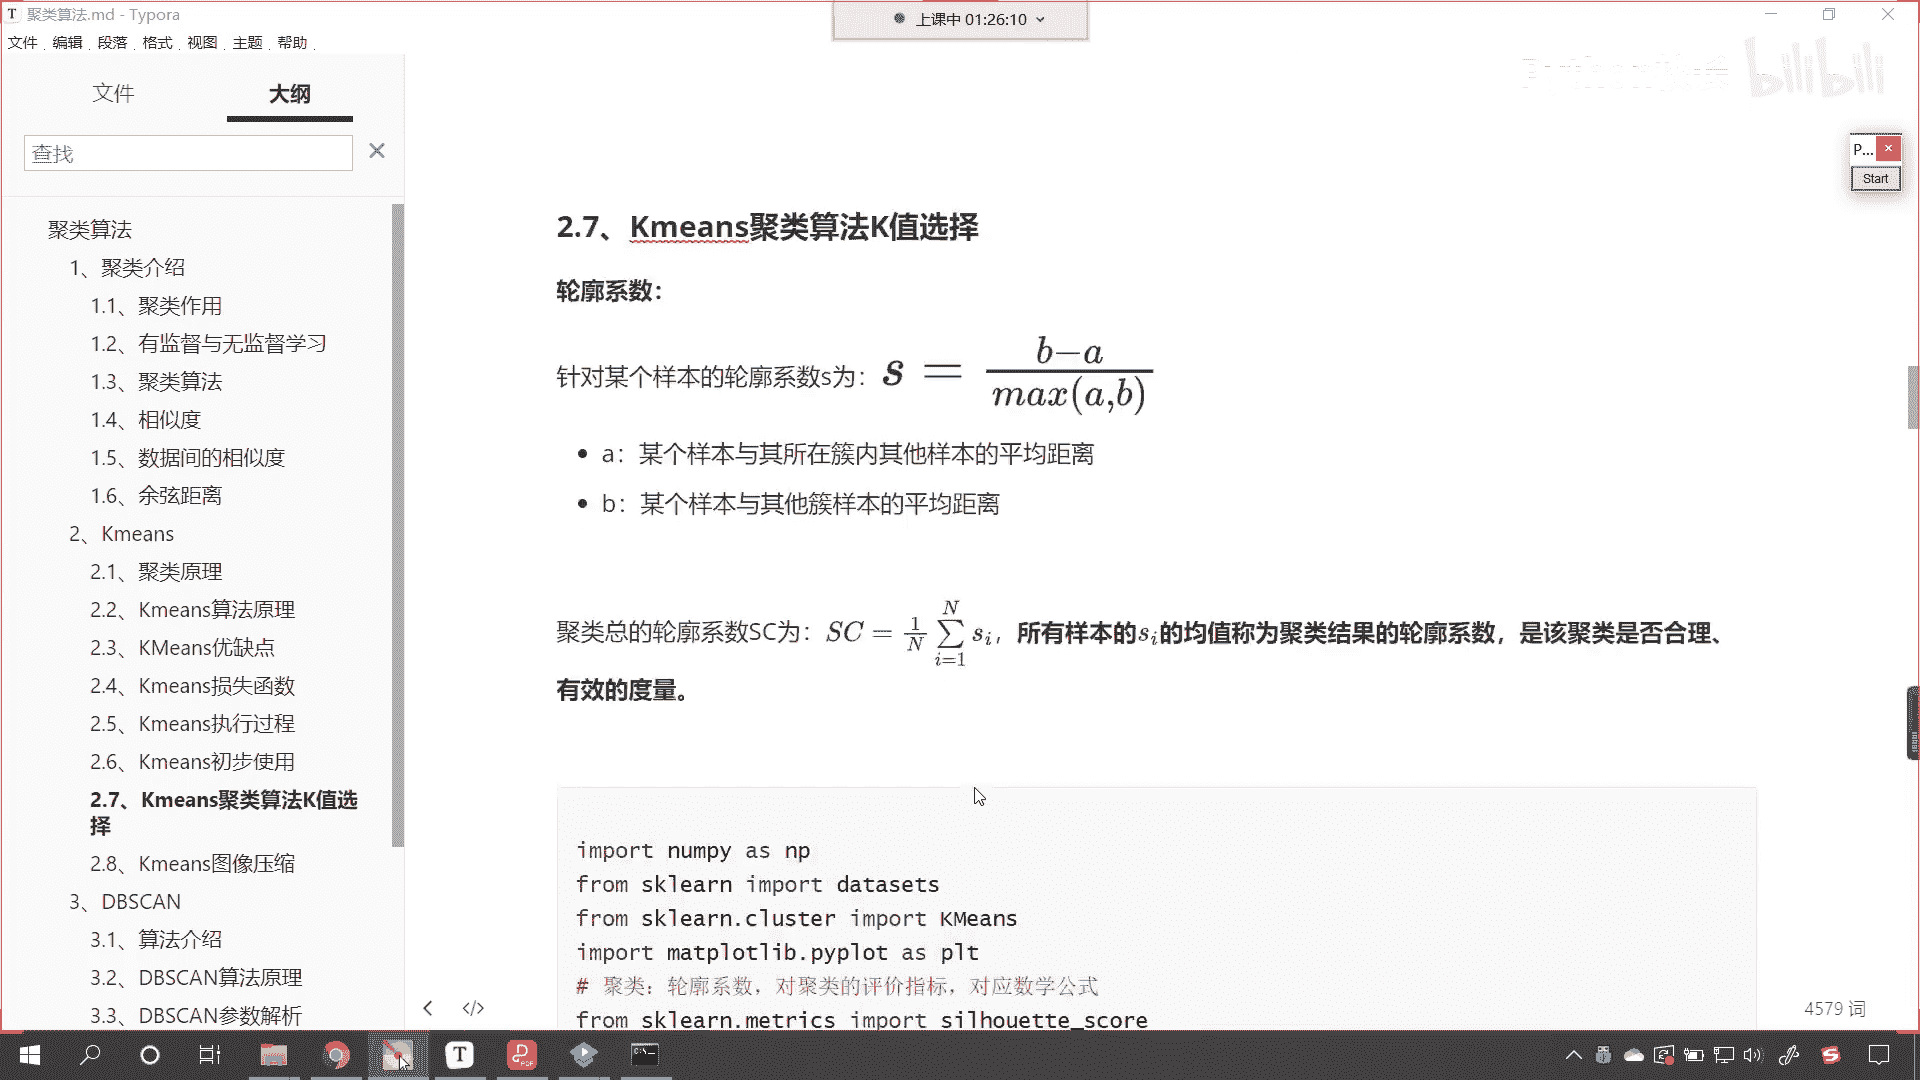 聚类算法.md - Typora
上课中 01:26:10
文件 编辑 段落 格式 视图 主题 帮助
bilibili
文件 大纲
查找
P...
Start
聚类算法
1、聚类介绍
1.1、聚类作用
1.2、有监督与无监督学习
1.3、聚类算法
1.4、相似度
1.5、数据间的相似度
1.6、余弦距离
2、Kmeans
2.1、聚类原理
2.2、Kmeans算法原理
2.3、KMeans优缺点
2.4、Kmeans损失函数
2.5、Kmeans执行过程
2.6、Kmeans初步使用
2.7、Kmeans聚类算法K值选
择
2.8、Kmeans图像压缩
3、DBSCAN
3.1、算法介绍
3.2、DBSCAN算法原理
3.3、DBSCAN参数解析
2.7、Kmeans聚类算法K值选择
轮廓系数：
针对某个样本的轮廓系数s为：s = \frac{b-a}{max(a,b)}
• a：某个样本与其所在簇内其他样本的平均距离
• b：某个样本与其他簇样本的平均距离
聚类总的轮廓系数SC为：SC = \frac{1}{N} \sum_{i=1}^{N} s_i，所有样本的s_i的均值称为聚类结果的轮廓系数，是该聚类是否合理、
有效的度量。
import numpy as np
from sklearn import datasets
from sklearn.cluster import KMeans
import matplotlib.pyplot as plt
# 聚类：轮廓系数，对聚类的评价指标，对应数学公式
from sklearn.metrics import silhouette_score
4579 词